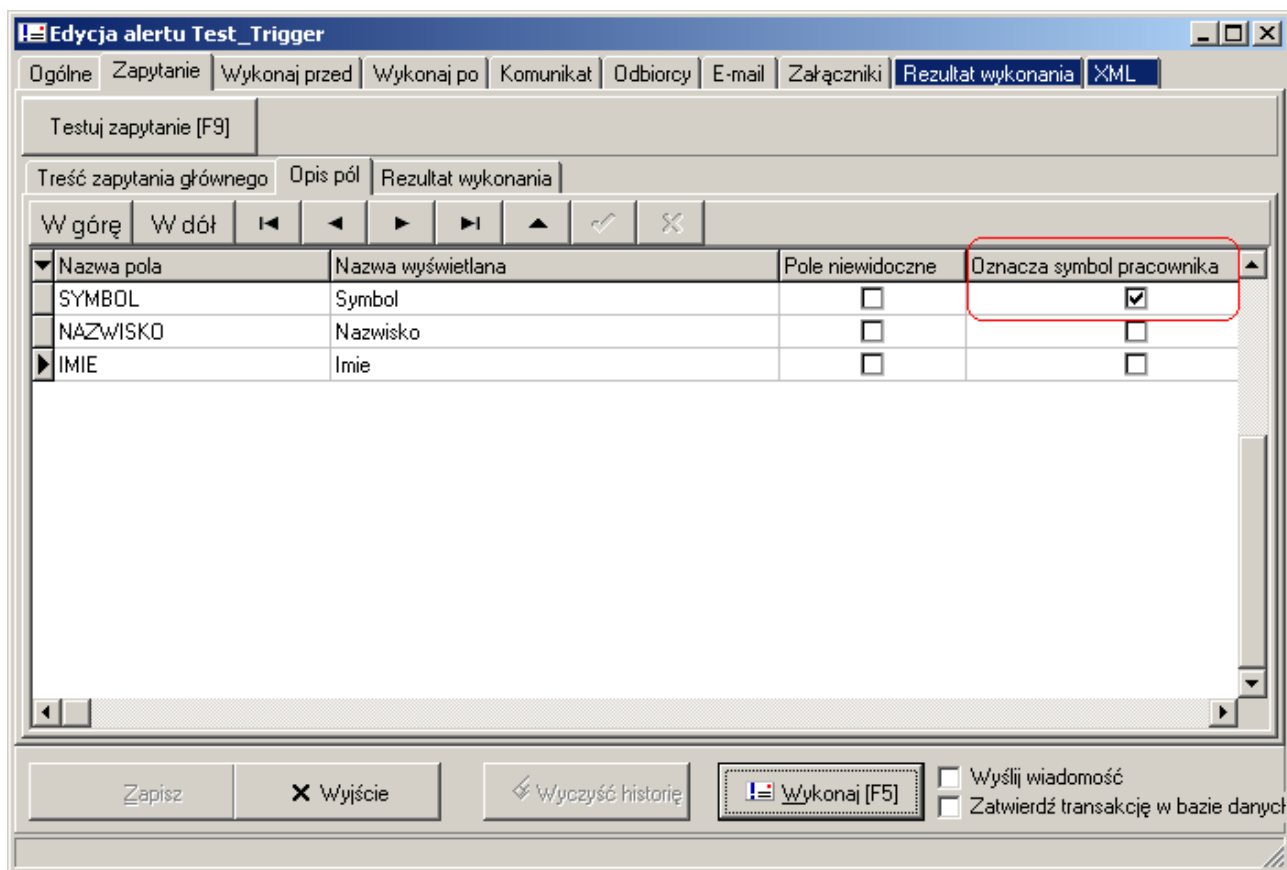 Edycja alertu Test_Trigger
Ogólne Zapytanie Wykonaj przed Wykonaj po Komunikat Odbiorcy E-mail Załączniki Rezultat wykonania XML
Testuj zapytanie [F9]
Treść zapytania głównego Opis pól Rezultat wykonania
W górę W dół
Nazwa pola Nazwa wyświetlana Pole niewidoczne Oznacza symbol pracownika
SYMBOL Symbol
NAZWISKO Nazwisko
IMIE Imie
Zapisz Wyjście Wyczyść historię Wykonaj [F5] Wyślij wiadomość
Zatwierdź transakcję w bazie danych